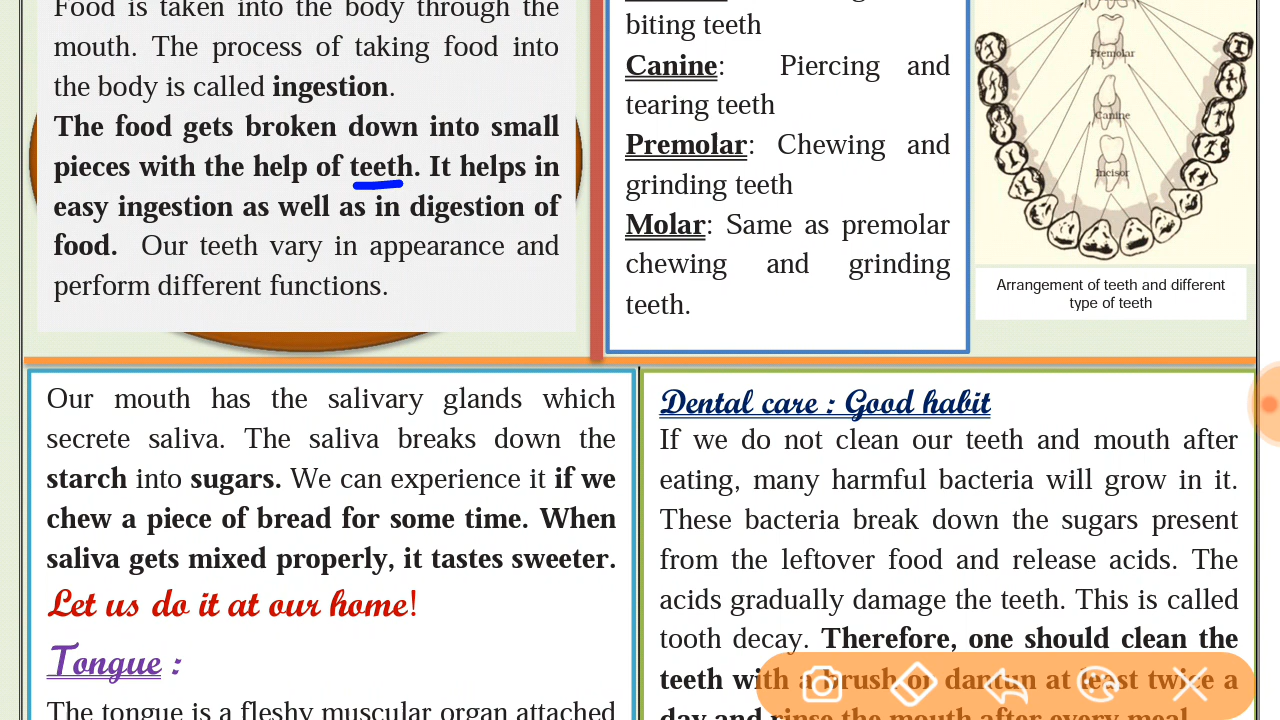 Food is taken into the body through the
mouth. The process of taking food into
the body is called ingestion.
The food gets broken down into small
pieces with the help of teeth. It helps in
easy ingestion as well as in digestion of
food. Our teeth vary in appearance and
perform different functions.
biting teeth
Canine: Piercing and
tearing teeth
Premolar: Chewing and
grinding teeth
Molar: Same as premolar
chewing and grinding
teeth.
Premolar
Canine
Incisor
Arrangement of teeth and different
type of teeth
Our mouth has the salivary glands which
secrete saliva. The saliva breaks down the
starch into sugars. We can experience it if we
chew a piece of bread for some time. When
saliva gets mixed properly, it tastes sweeter.
Let us do it at our home!
Tongue :
The tongue is a fleshy muscular organ attached
Dental care : Good habit
If we do not clean our teeth and mouth after
eating, many harmful bacteria will grow in it.
These bacteria break down the sugars present
from the leftover food and release acids. The
acids gradually damage the teeth. This is called
tooth decay. Therefore, one should clean the
teeth with a brush or dantun at least twice a
day and rinse the mouth after every meal.